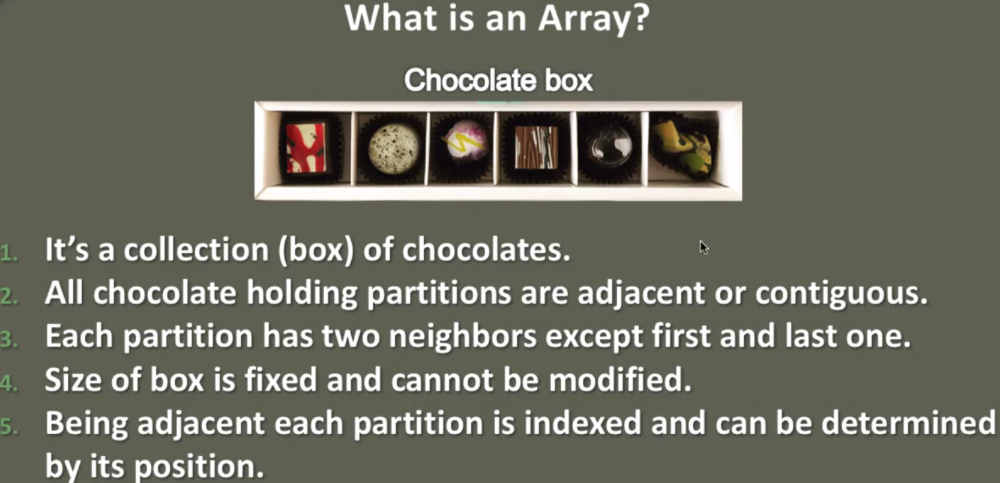 What is an Array?
Chocolate box
1. It’s a collection (box) of chocolates.
2. All chocolate holding partitions are adjacent or contiguous.
3. Each partition has two neighbors except first and last one.
4. Size of box is fixed and cannot be modified.
5. Being adjacent each partition is indexed and can be determined
by its position.